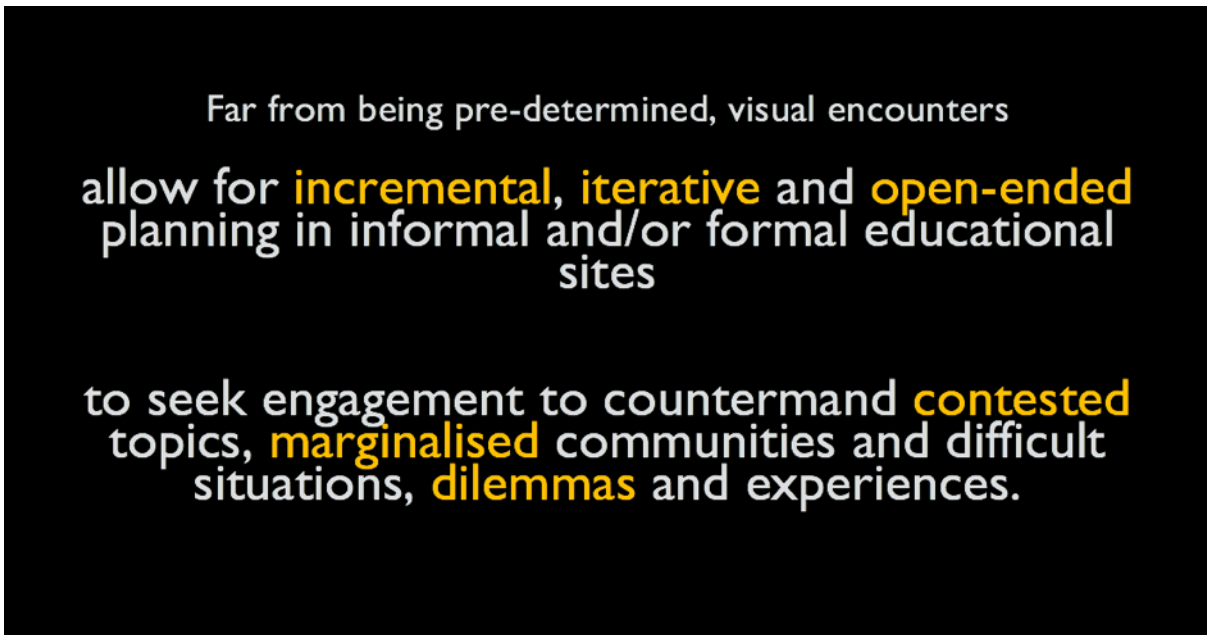 Far from being pre-determined, visual encounters
allow for incremental, iterative and open-ended
planning in informal and/or formal educational
sites
to seek engagement to countermand contested
topics, marginalised communities and difficult
situations, dilemmas and experiences.